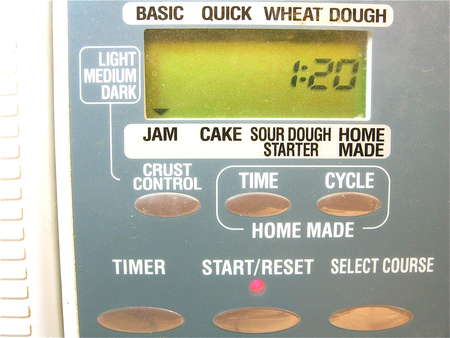 BASIC QUICK WHEAT DOUGH
LIGHT
MEDIUM
DARK
1:20
JAM CAKE SOUR DOUGH STARTER HOME MADE
CRUST
CONTROL
TIME CYCLE
HOME MADE
TIMER START/RESET SELECT COURSE